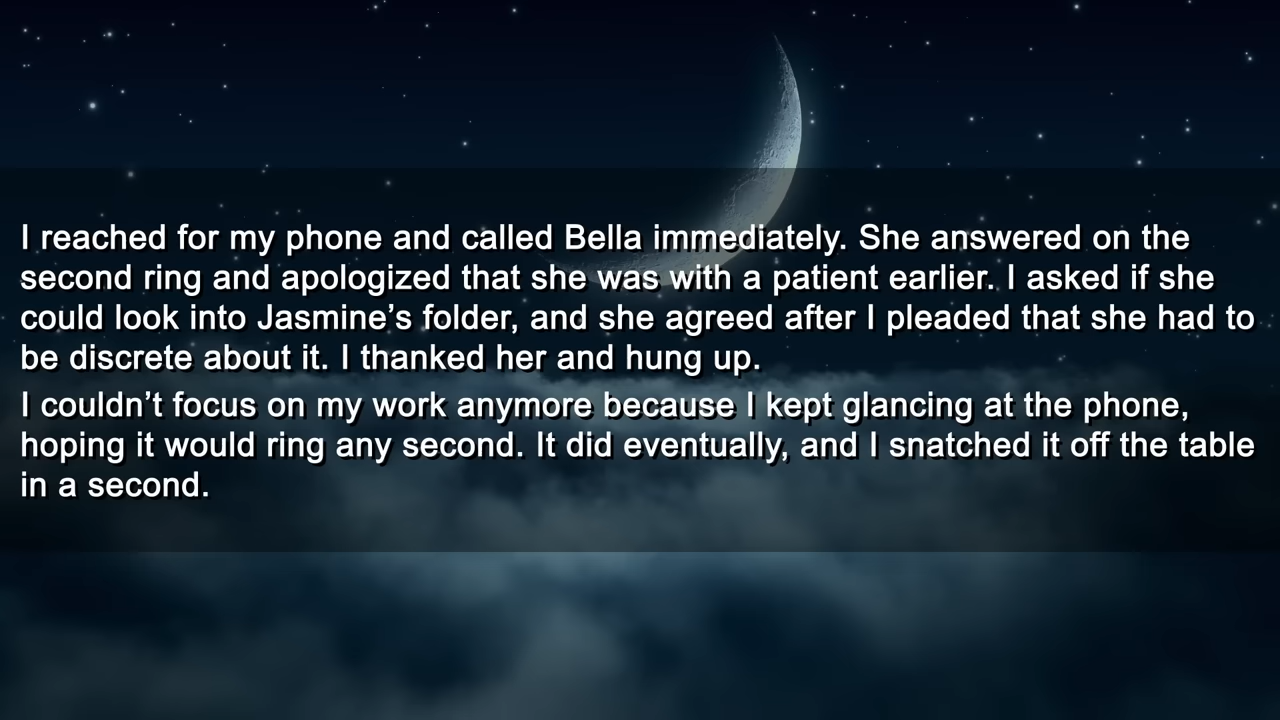 I reached for my phone and called Bella immediately. She answered on the
second ring and apologized that she was with a patient earlier. I asked if she
could look into Jasmine’s folder, and she agreed after I pleaded that she had to
be discrete about it. I thanked her and hung up.
I couldn’t focus on my work anymore because I kept glancing at the phone,
hoping it would ring any second. It did eventually, and I snatched it off the table
in a second.